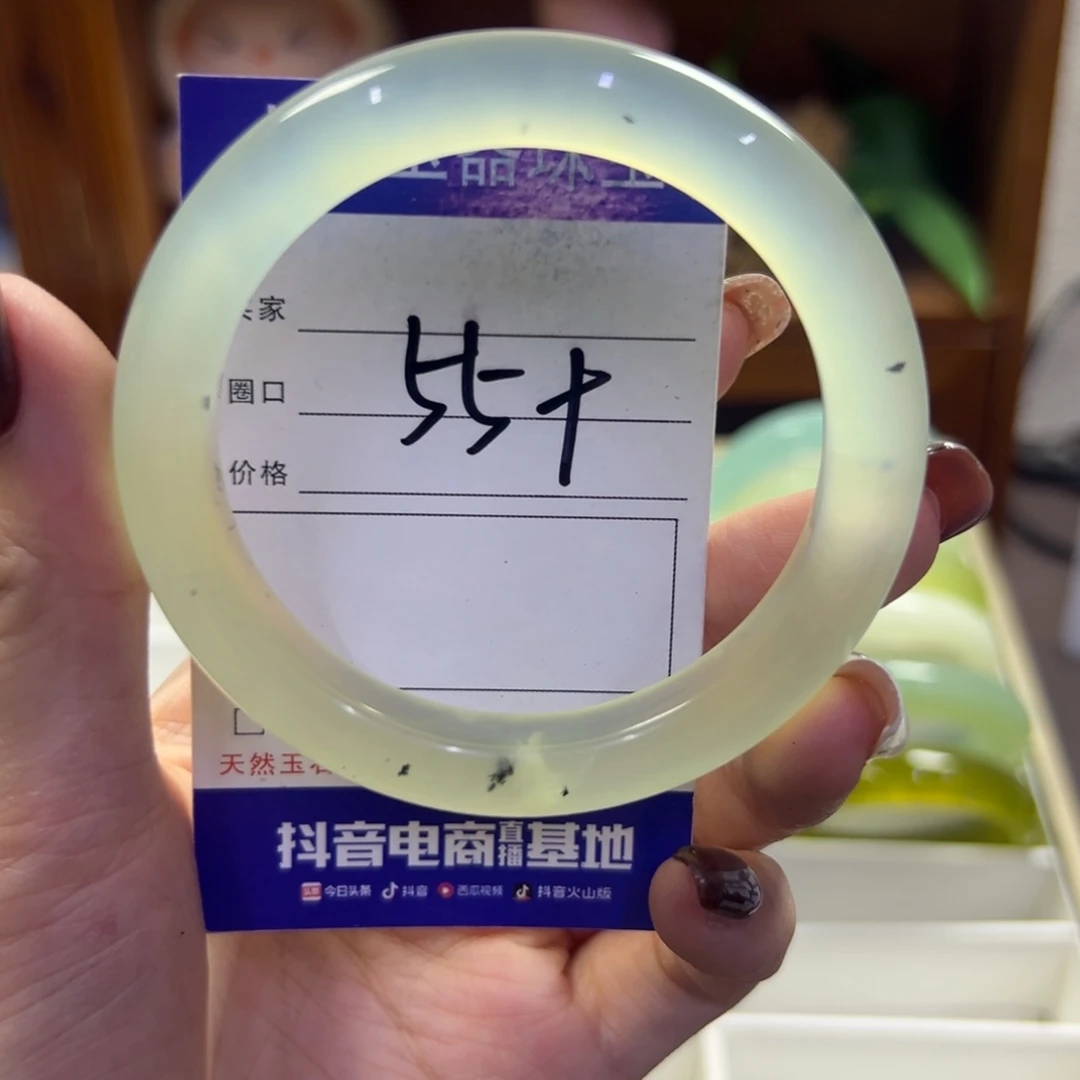 家
圈口
55+
价格
天然玉
抖音电商直播基地
今日头条 抖音 西瓜视频 抖音火山版